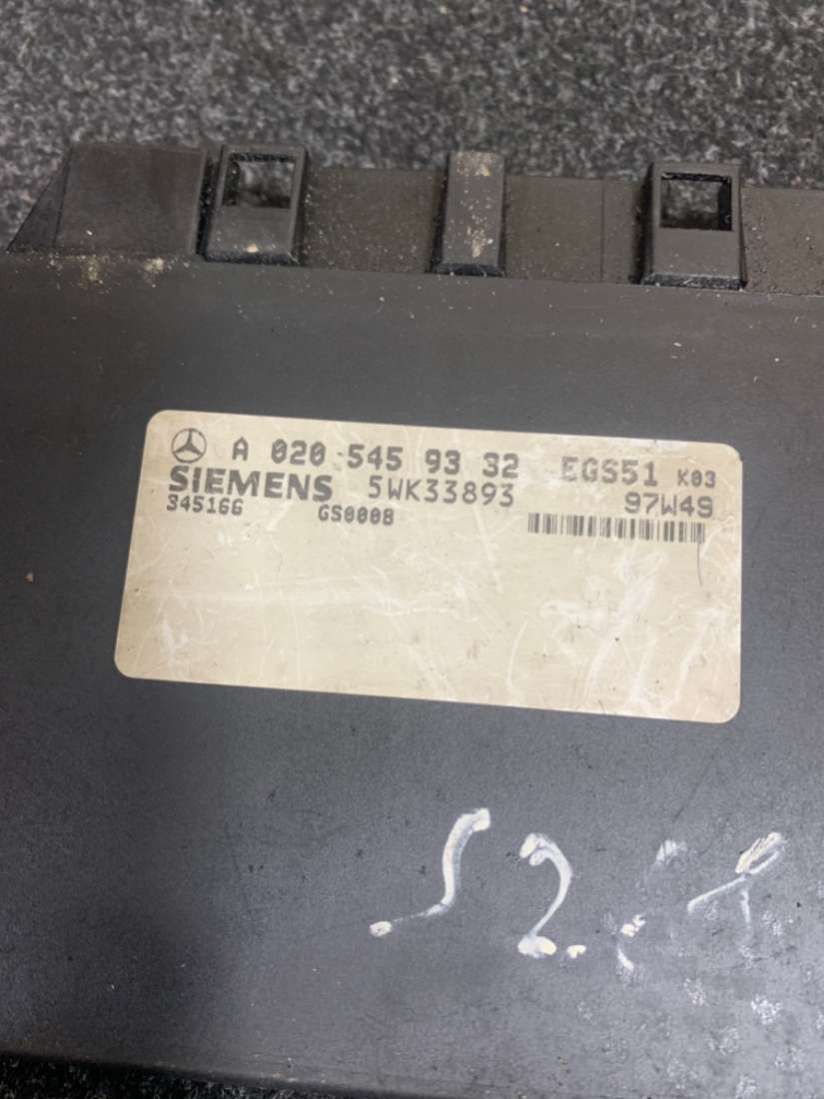 A 020 545 93 32 EGS51 K03
SIEMENS 5WK33893 97W49
345166 GS0008